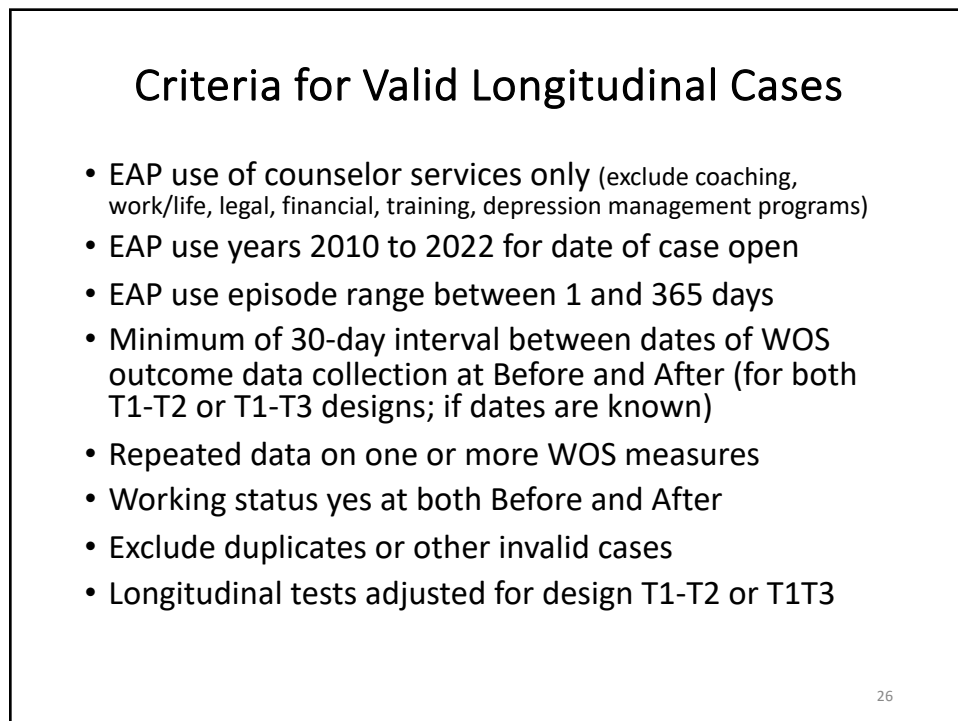 Criteria for Valid Longitudinal Cases
• EAP use of counselor services only (exclude coaching,
work/life, legal, financial, training, depression management programs)
• EAP use years 2010 to 2022 for date of case open
• EAP use episode range between 1 and 365 days
• Minimum of 30-day interval between dates of WOS
outcome data collection at Before and After (for both
T1-T2 or T1-T3 designs; if dates are known)
• Repeated data on one or more WOS measures
• Working status yes at both Before and After
• Exclude duplicates or other invalid cases
• Longitudinal tests adjusted for design T1-T2 or T1T3
26